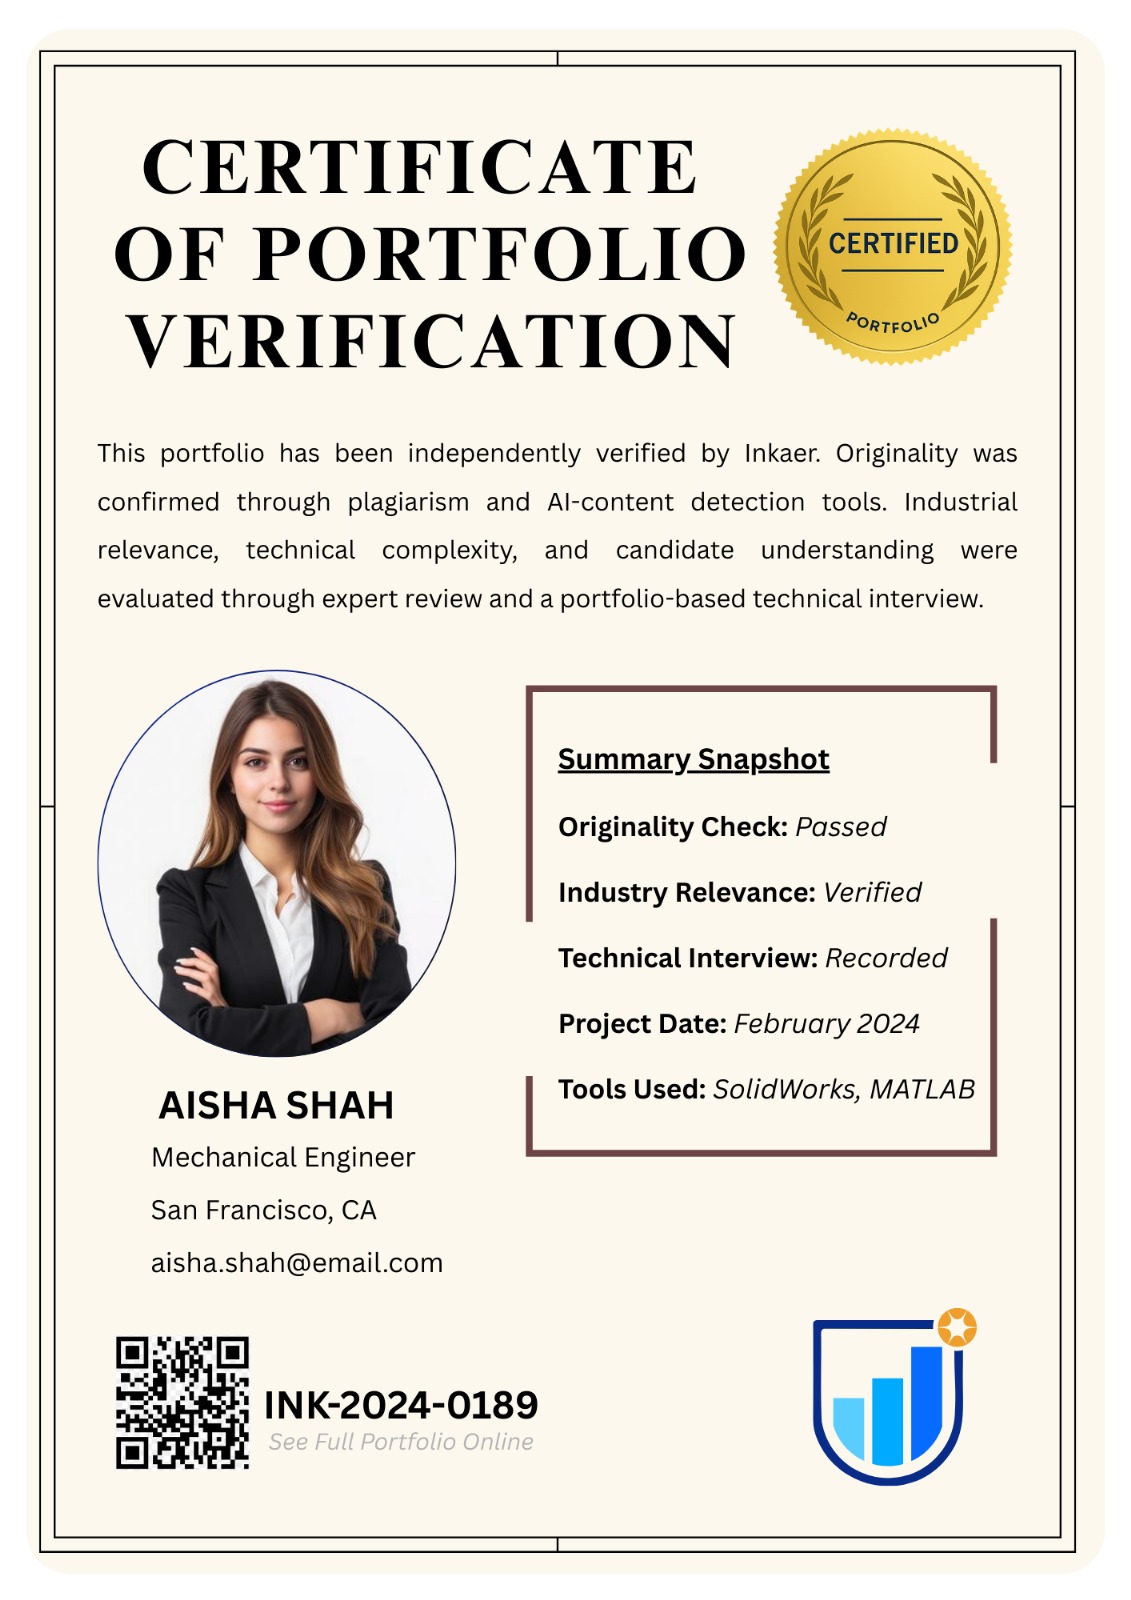 CERTIFICATE
OF PORTFOLIO
VERIFICATION
CERTIFIED
PORTFOLIO
This portfolio has been independently verified by Inkaer. Originality was
confirmed through plagiarism and AI-content detection tools. Industrial
relevance, technical complexity, and candidate understanding were
evaluated through expert review and a portfolio-based technical interview.
Summary Snapshot
Originality Check: Passed
Industry Relevance: Verified
Technical Interview: Recorded
Project Date: February 2024
Tools Used: SolidWorks, MATLAB
AISHA SHAH
Mechanical Engineer
San Francisco, CA
aisha.shah@email.com
INK-2024-0189
See Full Portfolio Online